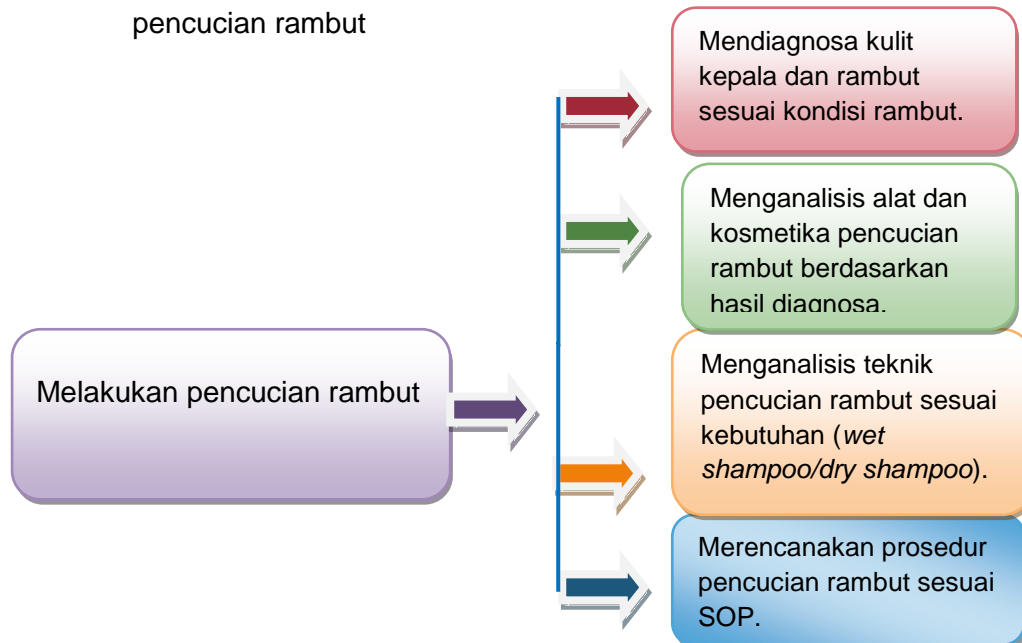 pencucian rambut
Melakukan pencucian rambut
Mendiagnosa kulit
kepala dan rambut
sesuai kondisi rambut.
Menganalisis alat dan
kosmetika pencucian
rambut berdasarkan
hasil diagnosa.
Menganalisis teknik
pencucian rambut sesuai
kebutuhan (wet
shampoo/dry shampoo).
Merencanakan prosedur
pencucian rambut sesuai
SOP.